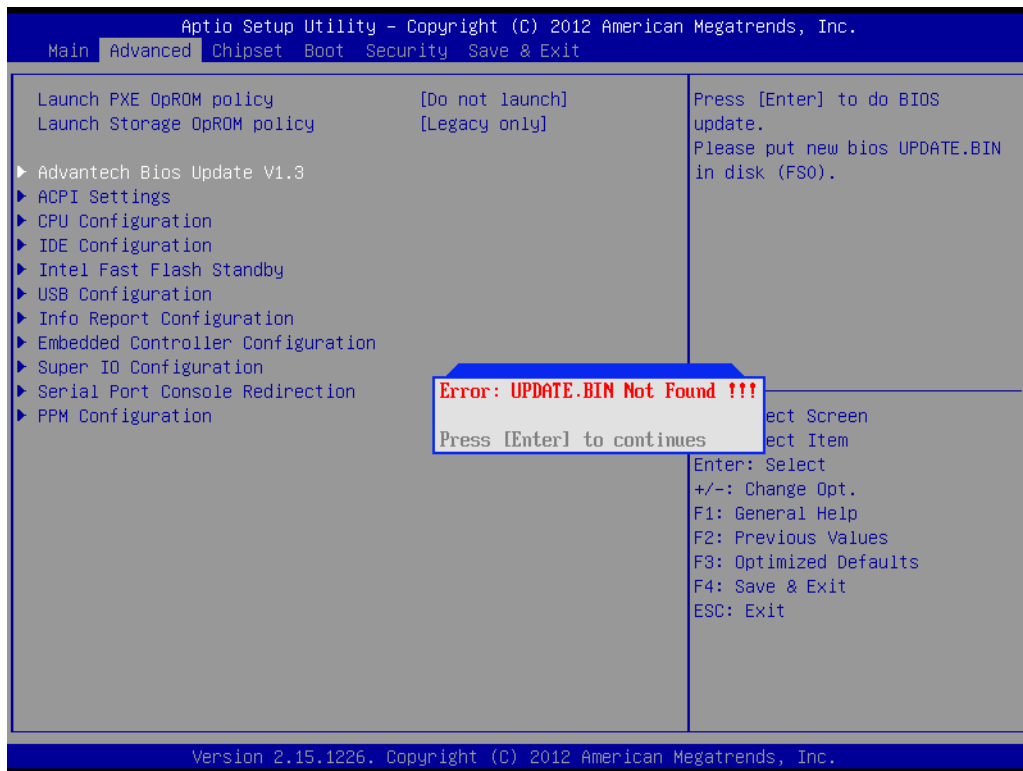 Aptio Setup Utility – Copyright (C) 2012 American Megatrends, Inc.
Main Advanced Chipset Boot Security Save & Exit
Launch PXE OpROM policy [Do not launch]
Launch Storage OpROM policy [Legacy only]
Advantech Bios Update V1.3
ACPI Settings
CPU Configuration
IDE Configuration
Intel Fast Flash Standby
USB Configuration
Info Report Configuration
Embedded Controller Configuration
Super IO Configuration
Serial Port Console Redirection
PPM Configuration
Press [Enter] to do BIOS
update.
Please put new bios UPDATE.BIN
in disk (FS0).
Error: UPDATE.BIN Not Found !!!
Press [Enter] to continues
ect Screen
ect Item
Enter: Select
+/-: Change Opt.
F1: General Help
F2: Previous Values
F3: Optimized Defaults
F4: Save & Exit
ESC: Exit
Version 2.15.1226. Copyright (C) 2012 American Megatrends, Inc.